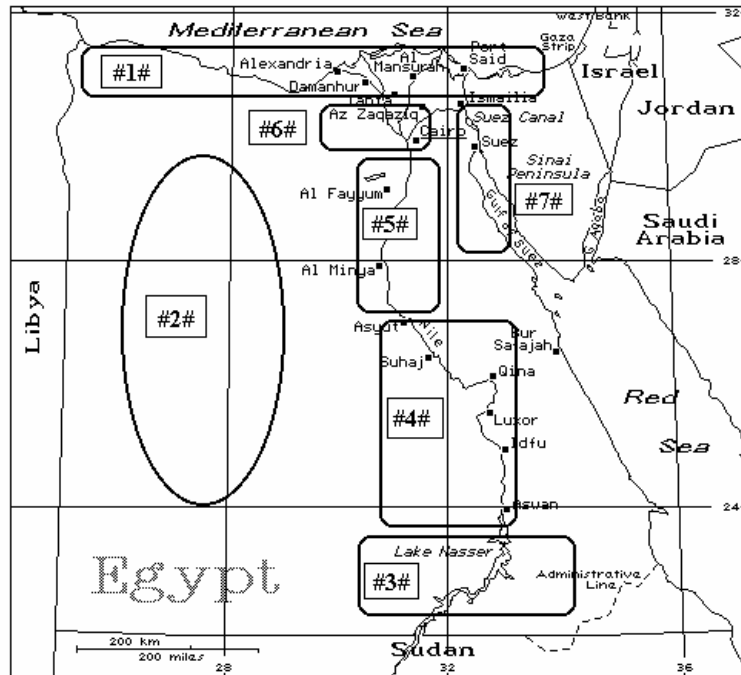 Mediterranean Sea
32
West Bank
Gaza
Strip
Port
Said
Al
Mansurah
Alexandria
#1#
Israel
Damanhur
Tanta
Ismailia
Jordan
Az Zaqaziq
Suez Canal
#6#
Cairo
Suez
Sinai
Peninsula
Al Fayyum
#7#
Gulf of Suez
G. Aqaba
Saudi
Arabia
#5#
Al Minya
28
Libya
#2#
Asyut
Nile
Bur
Safajah
Suhaj
Qina
Red
Sea
#4#
Luxor
Idfu
Aswan
24
Lake Nasser
Egypt
#3#
Administrative
Line
200 km
200 miles
Sudan
28
32
36